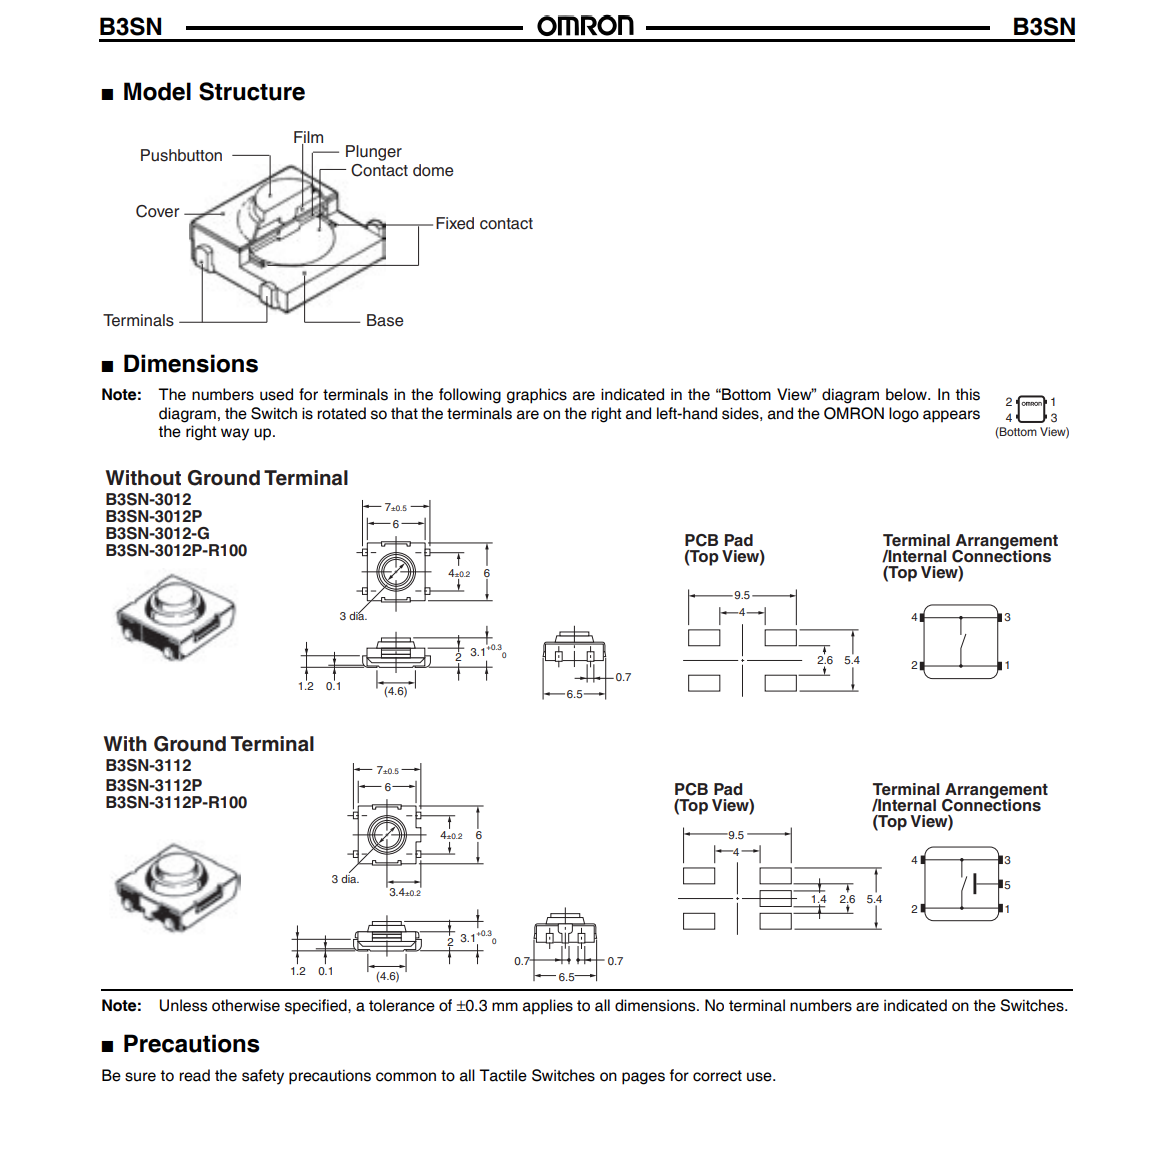 B3SN OMRON B3SN
■ Model Structure
Film
Pushbutton
Plunger
Contact dome
Cover
Fixed contact
Terminals
Base
■ Dimensions
Note: The numbers used for terminals in the following graphics are indicated in the “Bottom View” diagram below. In this
diagram, the Switch is rotated so that the terminals are on the right and left-hand sides, and the OMRON logo appears
the right way up.
2 OMRON 1
4 3
(Bottom View)
Without Ground Terminal
B3SN-3012
B3SN-3012P
B3SN-3012-G
B3SN-3012P-R100
7±0.5
6
4±0.2 6
3 dia.
2 3.1+0.3 0
1.2 0.1 (4.6)
0.7
6.5
PCB Pad
(Top View)
9.5
4
2.6 5.4
Terminal Arrangement
/Internal Connections
(Top View)
4 3
2 1
With Ground Terminal
B3SN-3112
B3SN-3112P
B3SN-3112P-R100
7±0.5
6
4±0.2 6
3 dia.
3.4±0.2
2 3.1+0.3 0
1.2 0.1 (4.6)
0.7 0.7
6.5
PCB Pad
(Top View)
9.5
4
1.4 2.6 5.4
Terminal Arrangement
/Internal Connections
(Top View)
4 3
5
2 1
Note: Unless otherwise specified, a tolerance of ±0.3 mm applies to all dimensions. No terminal numbers are indicated on the Switches.
■ Precautions
Be sure to read the safety precautions common to all Tactile Switches on pages for correct use.